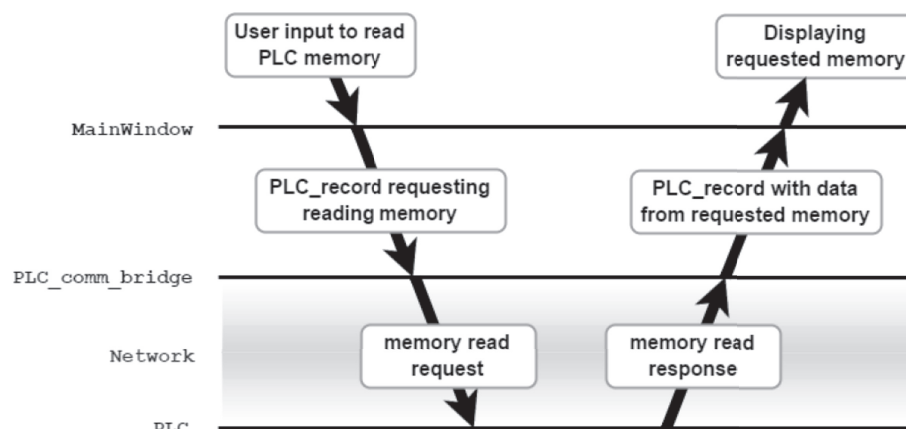 User input to read
PLC memory
Displaying
requested memory
MainWindow
PLC_record requesting
reading memory
PLC_record with data
from requested memory
PLC_comm_bridge
memory read
request
memory read
response
Network
PLC